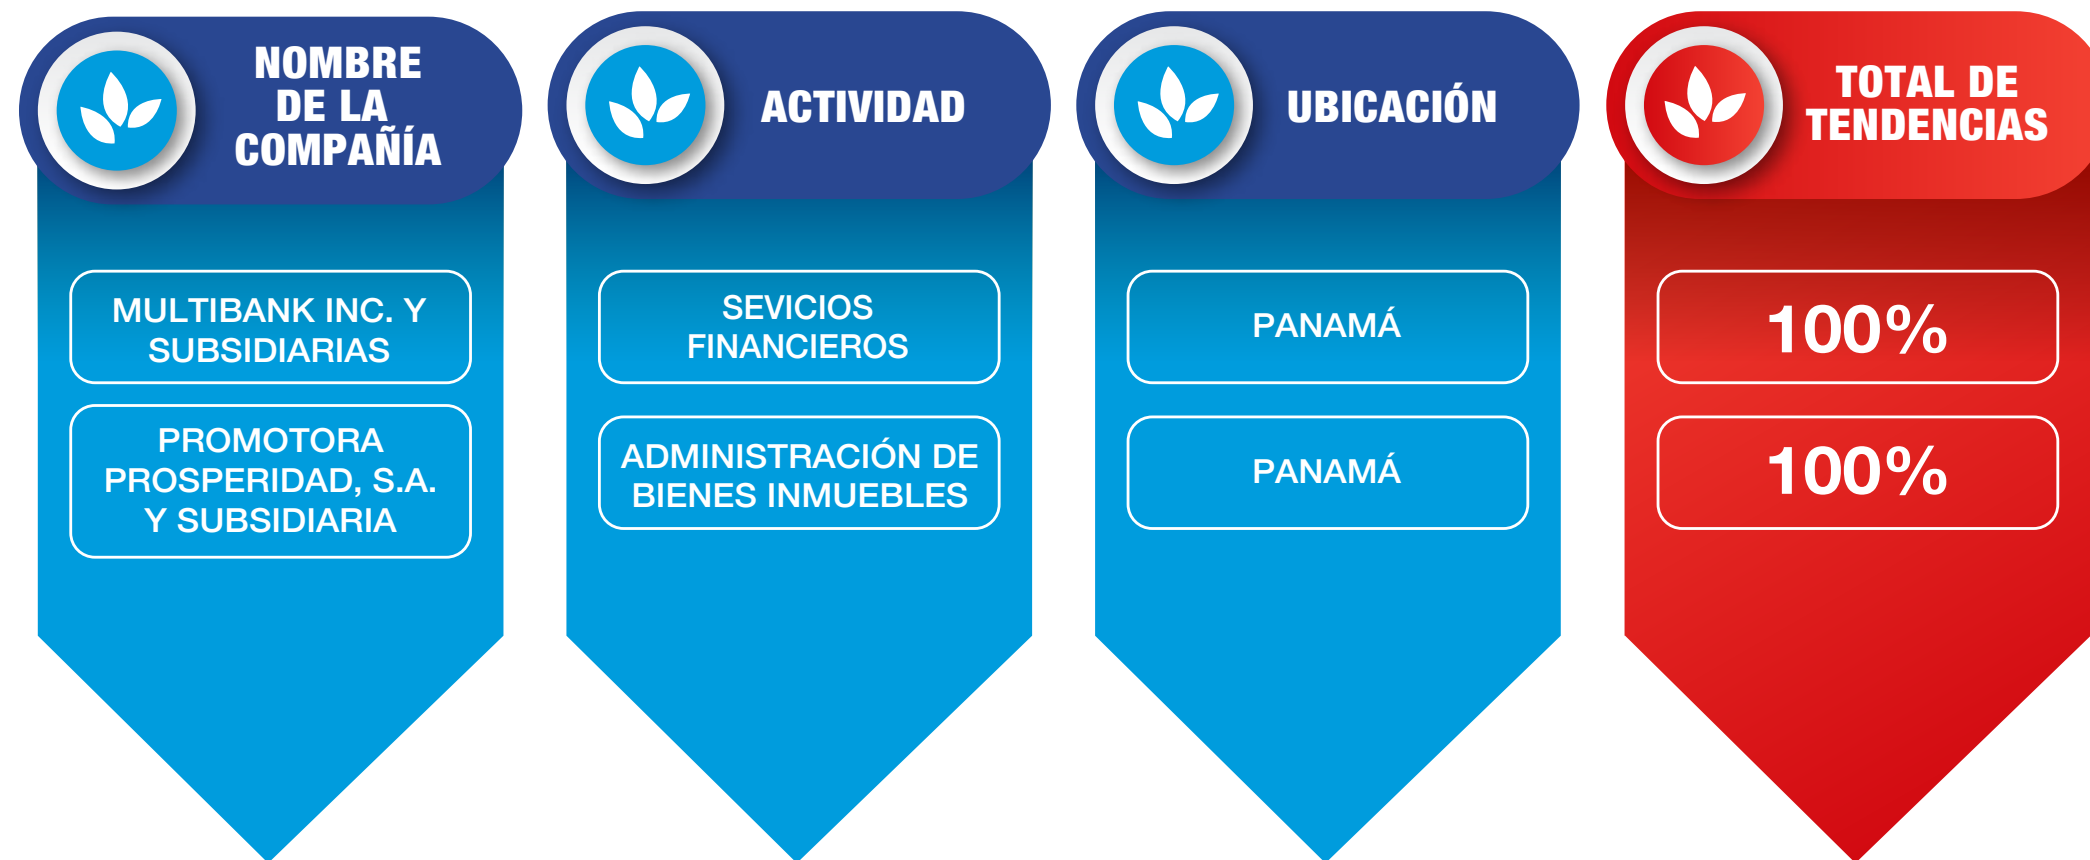 NOMBRE
DE LA
COMPAÑÍA
MULTIBANK INC. Y
SUBSIDIARIAS
PROMOTORA
PROSPERIDAD, S.A.
Y SUBSIDIARIA
ACTIVIDAD
SEVICIOS
FINANCIEROS
ADMINISTRACIÓN DE
BIENES INMUEBLES
UBICACIÓN
PANAMÁ
PANAMÁ
TOTAL DE
TENDENCIAS
100%
100%